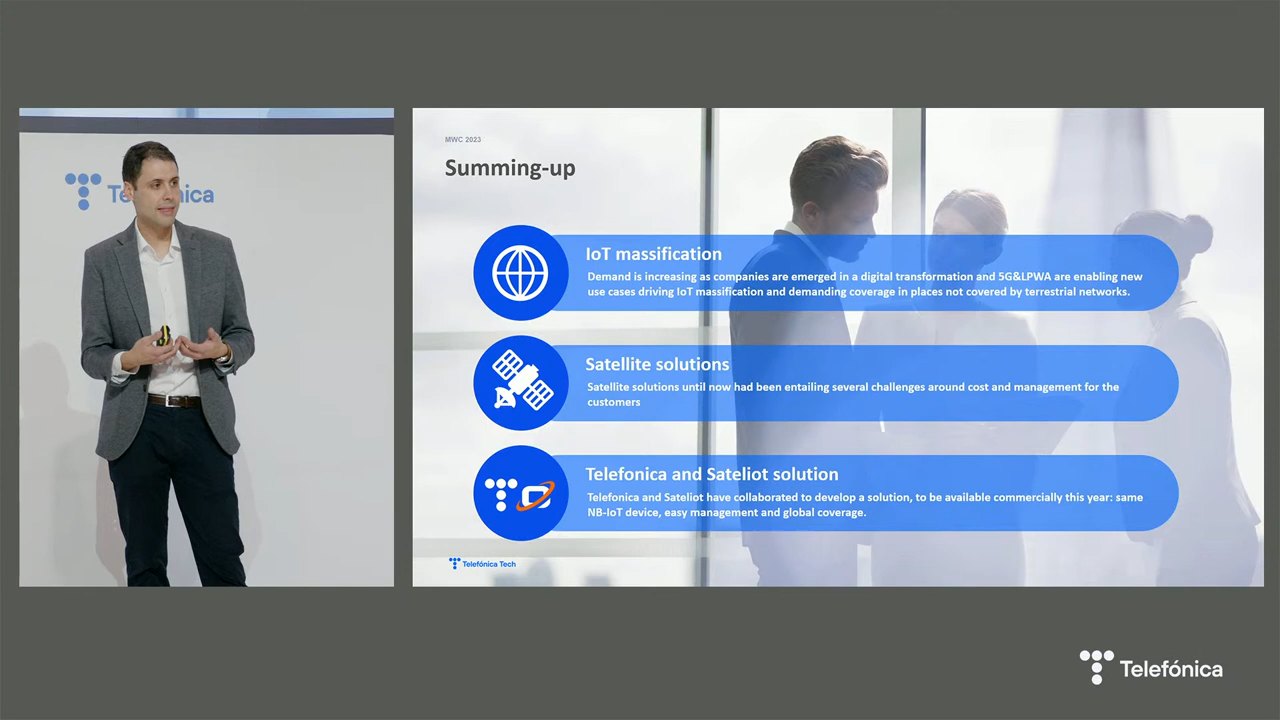 Telefónica
MWC 2023
Summing-up
IoT massification
Demand is increasing as companies are emerged in a digital transformation and 5G&LPWA are enabling new
use cases driving IoT massification and demanding coverage in places not covered by terrestrial networks.
Satellite solutions
Satellite solutions until now had been entailing several challenges around cost and management for the
customers
Telefonica and Sateliot solution
Telefonica and Sateliot have collaborated to develop a solution, to be available commercially this year: same
NB-IoT device, easy management and global coverage.
Telefónica Tech
Telefónica